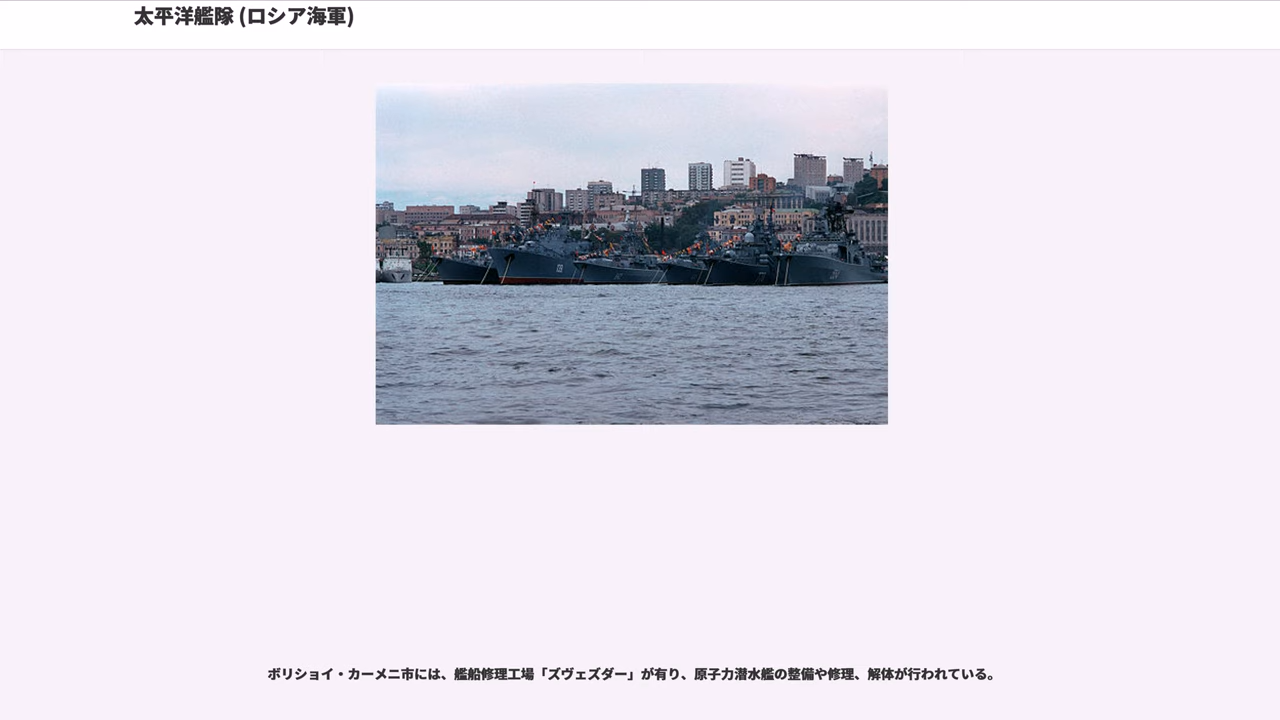 太平洋艦隊 (ロシア海軍)
ボリショイ・カーメニ市には、艦船修理工場「ズヴェズダー」が有り、原子力潜水艦の整備や修理、解体が行われている。